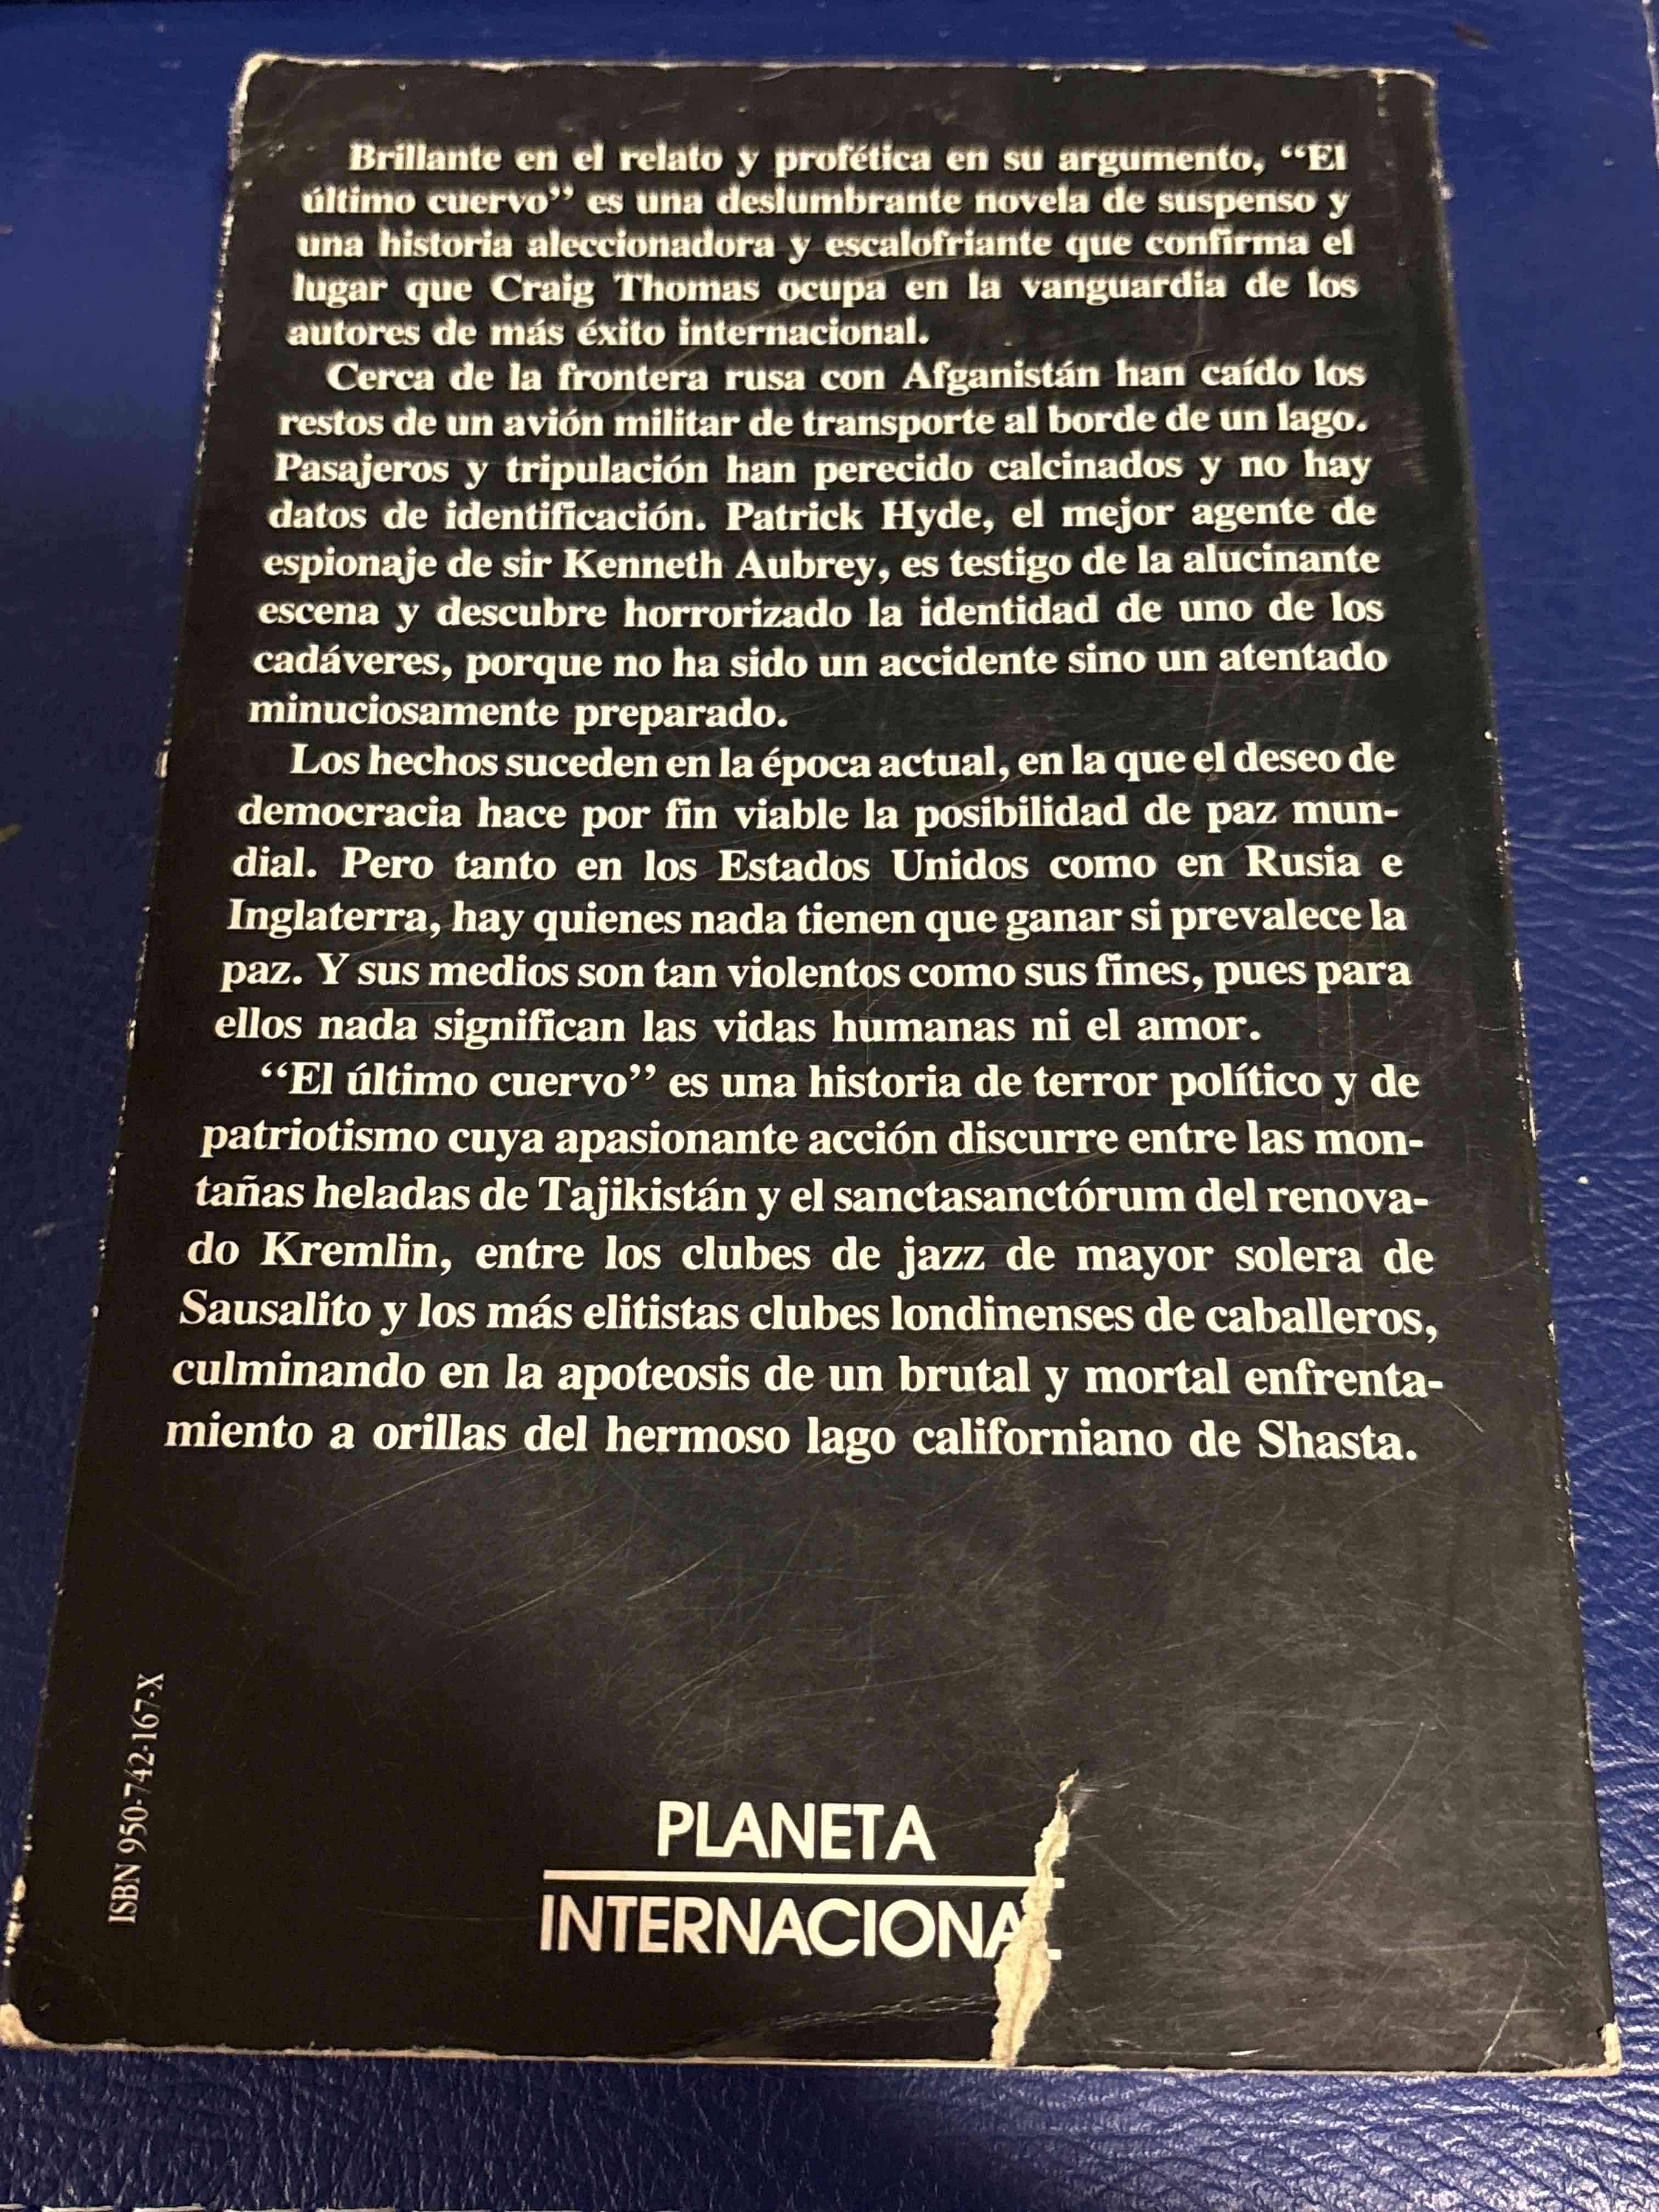 Brillante en el relato y profética en su argumento, “El
último cuervo” es una deslumbrante novela de suspenso y
una historia aleccionadora y escalofriante que confirma el
lugar que Craig Thomas ocupa en la vanguardia de los
autores de más éxito internacional.
Cerca de la frontera rusa con Afganistán han caído los
restos de un avión militar de transporte al borde de un lago.
Pasajeros y tripulación han perecido calcinados y no hay
datos de identificación. Patrick Hyde, el mejor agente de
espionaje de sir Kenneth Aubrey, es testigo de la alucinante
escena y descubre horrorizado la identidad de uno de los
cadáveres, porque no ha sido un accidente sino un atentado
minuciosamente preparado.
Los hechos suceden en la época actual, en la que el deseo de
democracia hace por fin viable la posibilidad de paz mun-
dial. Pero tanto en los Estados Unidos como en Rusia e
Inglaterra, hay quienes nada tienen que ganar si prevalece la
paz. Y sus medios son tan violentos como sus fines, pues para
ellos nada significan las vidas humanas ni el amor.
“El último cuervo” es una historia de terror político y de
patriotismo cuya apasionante acción discurre entre las mon-
tañas heladas de Tajikistán y el sanctasanctórum del renova-
do Kremlin, entre los clubes de jazz de mayor solera de
Sausalito y los más elitistas clubes londinenses de caballeros,
culminando en la apoteosis de un brutal y mortal enfrenta-
miento a orillas del hermoso lago californiano de Shasta.
ISBN 950-742-167-X
PLANETA
INTERNACIONAL